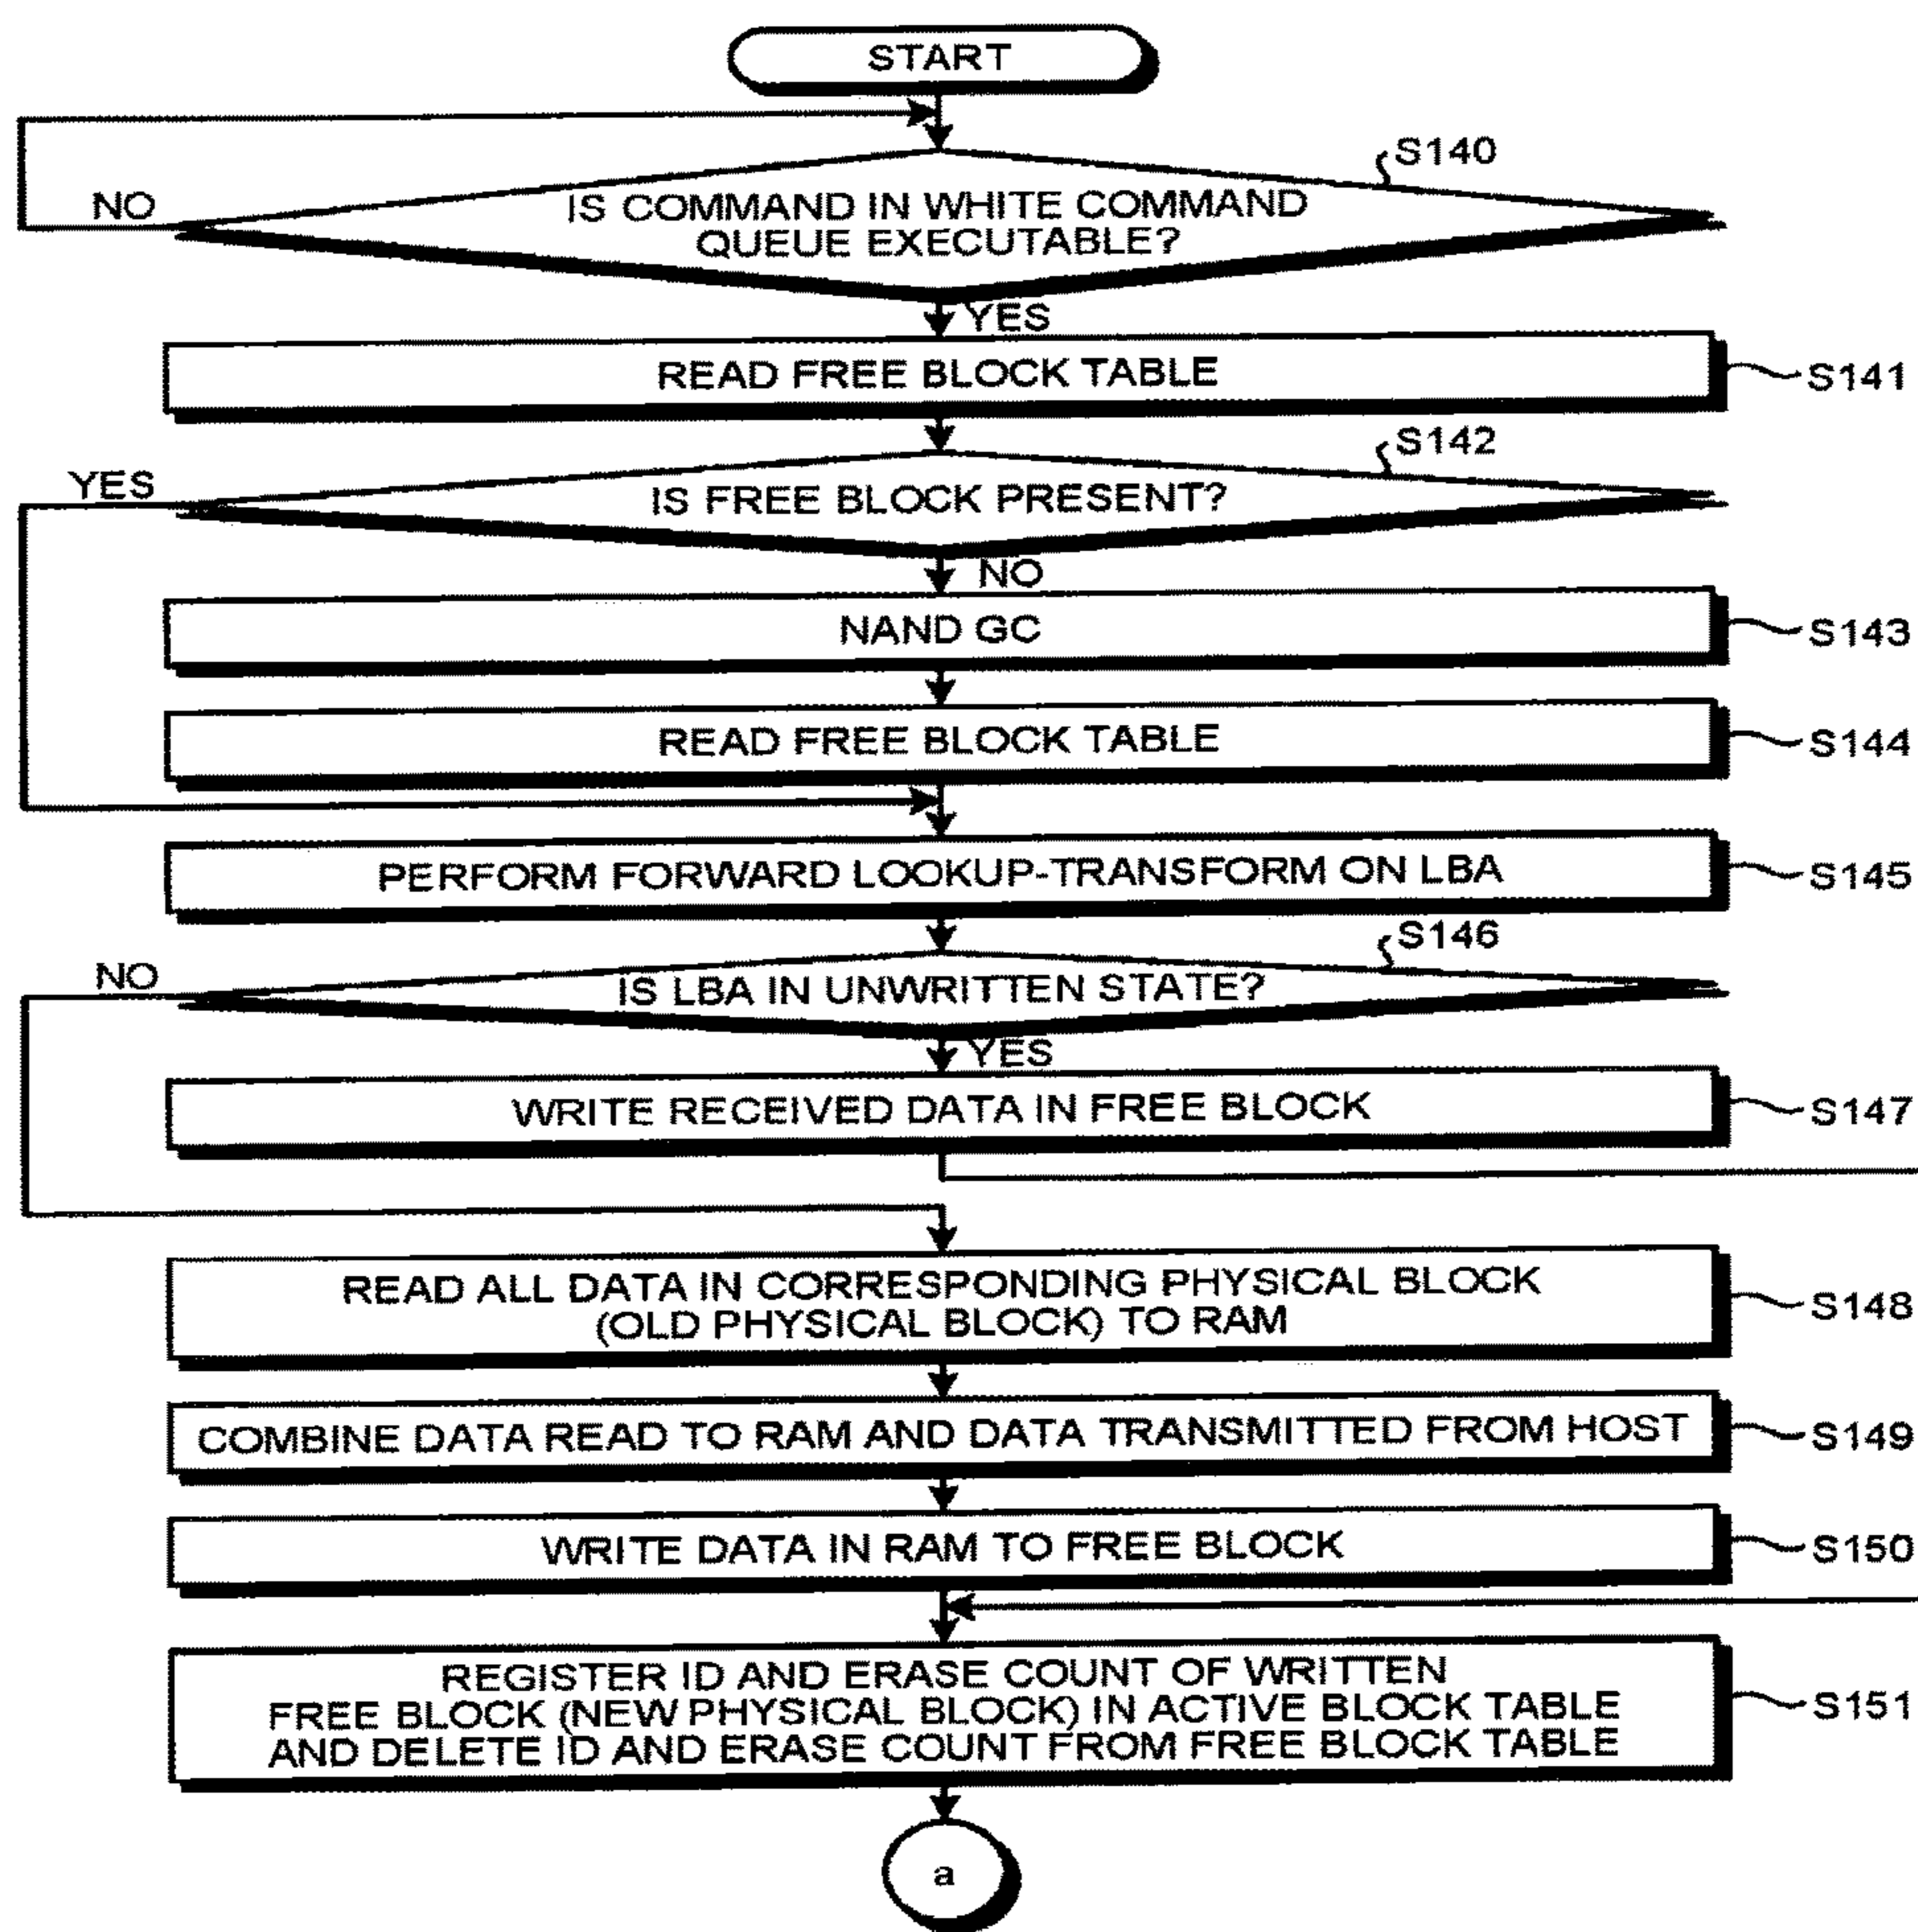 START
S140
IS COMMAND IN WHITE COMMAND
QUEUE EXECUTABLE?
NO
YES
READ FREE BLOCK TABLE
S141
S142
YES
IS FREE BLOCK PRESENT?
NO
NAND GC
S143
READ FREE BLOCK TABLE
S144
PERFORM FORWARD LOOKUP-TRANSFORM ON LBA
S145
S146
NO
IS LBA IN UNWRITTEN STATE?
YES
WRITE RECEIVED DATA IN FREE BLOCK
S147
READ ALL DATA IN CORRESPONDING PHYSICAL BLOCK
(OLD PHYSICAL BLOCK) TO RAM
S148
COMBINE DATA READ TO RAM AND DATA TRANSMITTED FROM HOST
S149
WRITE DATA IN RAM TO FREE BLOCK
S150
REGISTER ID AND ERASE COUNT OF WRITTEN
FREE BLOCK (NEW PHYSICAL BLOCK) IN ACTIVE BLOCK TABLE
AND DELETE ID AND ERASE COUNT FROM FREE BLOCK TABLE
S151
a